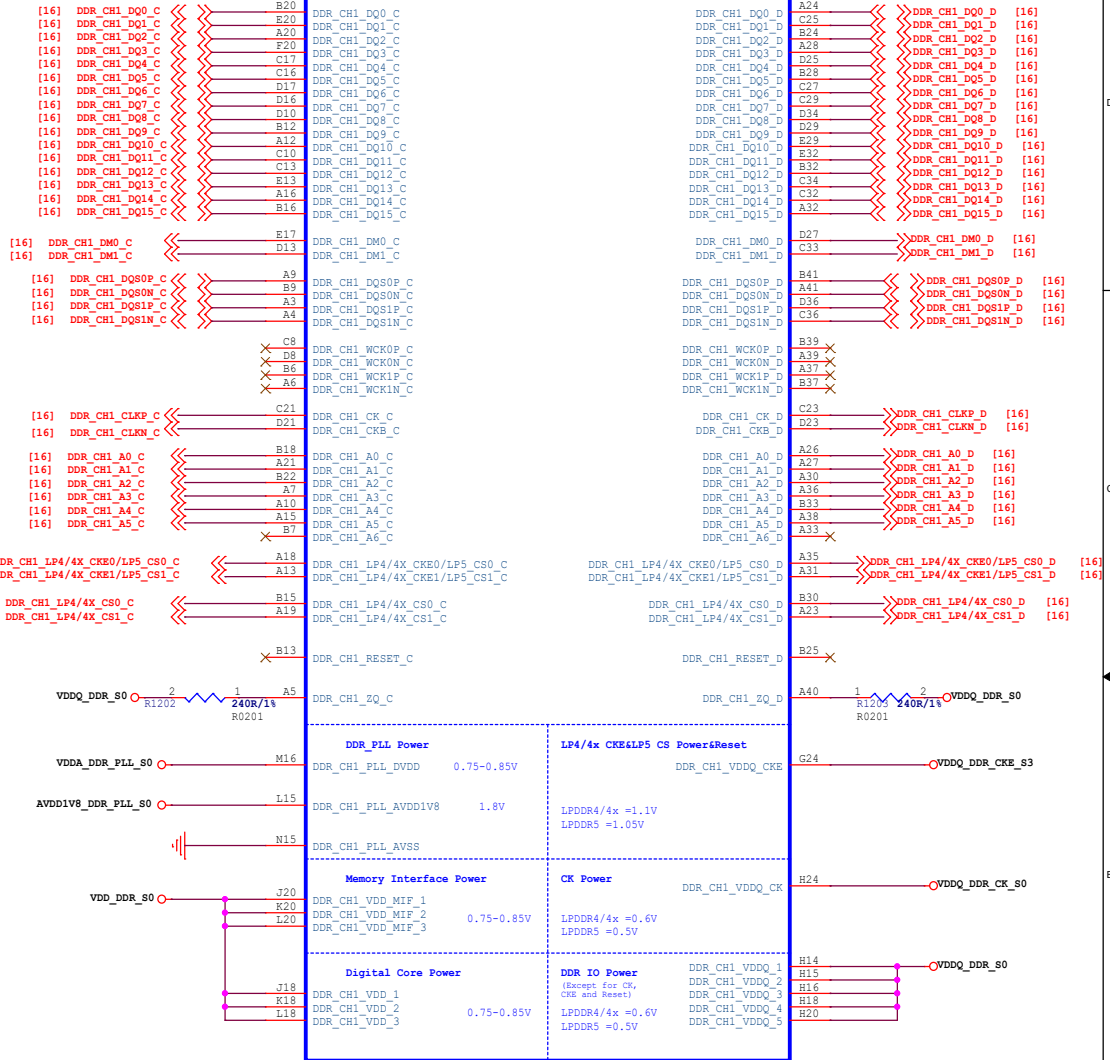 [16] DDR_CH1_DQ0_C B20 DDR_CH1_DQ0_C DDR_CH1_DQ0_D A24 DDR_CH1_DQ0_D [16]
[16] DDR_CH1_DQ1_C E20 DDR_CH1_DQ1_C DDR_CH1_DQ1_D C25 DDR_CH1_DQ1_D [16]
[16] DDR_CH1_DQ2_C A20 DDR_CH1_DQ2_C DDR_CH1_DQ2_D B24 DDR_CH1_DQ2_D [16]
[16] DDR_CH1_DQ3_C F20 DDR_CH1_DQ3_C DDR_CH1_DQ3_D A28 DDR_CH1_DQ3_D [16]
[16] DDR_CH1_DQ4_C C17 DDR_CH1_DQ4_C DDR_CH1_DQ4_D D25 DDR_CH1_DQ4_D [16]
[16] DDR_CH1_DQ5_C C16 DDR_CH1_DQ5_C DDR_CH1_DQ5_D B28 DDR_CH1_DQ5_D [16]
[16] DDR_CH1_DQ6_C D17 DDR_CH1_DQ6_C DDR_CH1_DQ6_D C27 DDR_CH1_DQ6_D [16]
[16] DDR_CH1_DQ7_C D16 DDR_CH1_DQ7_C DDR_CH1_DQ7_D C29 DDR_CH1_DQ7_D [16]
[16] DDR_CH1_DQ8_C D10 DDR_CH1_DQ8_C DDR_CH1_DQ8_D D34 DDR_CH1_DQ8_D [16]
[16] DDR_CH1_DQ9_C B12 DDR_CH1_DQ9_C DDR_CH1_DQ9_D D29 DDR_CH1_DQ9_D [16]
[16] DDR_CH1_DQ10_C A12 DDR_CH1_DQ10_C DDR_CH1_DQ10_D E29 DDR_CH1_DQ10_D [16]
[16] DDR_CH1_DQ11_C C10 DDR_CH1_DQ11_C DDR_CH1_DQ11_D E32 DDR_CH1_DQ11_D [16]
[16] DDR_CH1_DQ12_C C13 DDR_CH1_DQ12_C DDR_CH1_DQ12_D B32 DDR_CH1_DQ12_D [16]
[16] DDR_CH1_DQ13_C E13 DDR_CH1_DQ13_C DDR_CH1_DQ13_D C34 DDR_CH1_DQ13_D [16]
[16] DDR_CH1_DQ14_C A16 DDR_CH1_DQ14_C DDR_CH1_DQ14_D C32 DDR_CH1_DQ14_D [16]
[16] DDR_CH1_DQ15_C B16 DDR_CH1_DQ15_C DDR_CH1_DQ15_D A32 DDR_CH1_DQ15_D [16]
[16] DDR_CH1_DM0_C E17 DDR_CH1_DM0_C DDR_CH1_DM0_D D27 DDR_CH1_DM0_D [16]
[16] DDR_CH1_DM1_C D13 DDR_CH1_DM1_C DDR_CH1_DM1_D C33 DDR_CH1_DM1_D [16]
[16] DDR_CH1_DQS0P_C A9 DDR_CH1_DQS0P_C DDR_CH1_DQS0P_D B41 DDR_CH1_DQS0P_D [16]
[16] DDR_CH1_DQS0N_C B9 DDR_CH1_DQS0N_C DDR_CH1_DQS0N_D A41 DDR_CH1_DQS0N_D [16]
[16] DDR_CH1_DQS1P_C A3 DDR_CH1_DQS1P_C DDR_CH1_DQS1P_D D36 DDR_CH1_DQS1P_D [16]
[16] DDR_CH1_DQS1N_C A4 DDR_CH1_DQS1N_C DDR_CH1_DQS1N_D C36 DDR_CH1_DQS1N_D [16]
C8 DDR_CH1_WCK0P_C DDR_CH1_WCK0P_D B39
D8 DDR_CH1_WCK0N_C DDR_CH1_WCK0N_D A39
B6 DDR_CH1_WCK1P_C DDR_CH1_WCK1P_D A37
A6 DDR_CH1_WCK1N_C DDR_CH1_WCK1N_D B37
[16] DDR_CH1_CLKP_C C21 DDR_CH1_CK_C DDR_CH1_CK_D C23 DDR_CH1_CLKP_D [16]
[16] DDR_CH1_CLKN_C D21 DDR_CH1_CKB_C DDR_CH1_CKB_D D23 DDR_CH1_CLKN_D [16]
[16] DDR_CH1_A0_C B18 DDR_CH1_A0_C DDR_CH1_A0_D A26 DDR_CH1_A0_D [16]
[16] DDR_CH1_A1_C A21 DDR_CH1_A1_C DDR_CH1_A1_D A27 DDR_CH1_A1_D [16]
[16] DDR_CH1_A2_C B22 DDR_CH1_A2_C DDR_CH1_A2_D A30 DDR_CH1_A2_D [16]
[16] DDR_CH1_A3_C A7 DDR_CH1_A3_C DDR_CH1_A3_D A36 DDR_CH1_A3_D [16]
[16] DDR_CH1_A4_C A10 DDR_CH1_A4_C DDR_CH1_A4_D B33 DDR_CH1_A4_D [16]
[16] DDR_CH1_A5_C A15 DDR_CH1_A5_C DDR_CH1_A5_D A38 DDR_CH1_A5_D [16]
B7 DDR_CH1_A6_C DDR_CH1_A6_D A33
DR_CH1_LP4/4X_CKE0/LP5_CS0_C A18 DDR_CH1_LP4/4X_CKE0/LP5_CS0_C DDR_CH1_LP4/4X_CKE0/LP5_CS0_D A35 DDR_CH1_LP4/4X_CKE0/LP5_CS0_D [16]
DR_CH1_LP4/4X_CKE1/LP5_CS1_C A13 DDR_CH1_LP4/4X_CKE1/LP5_CS1_C DDR_CH1_LP4/4X_CKE1/LP5_CS1_D A31 DDR_CH1_LP4/4X_CKE1/LP5_CS1_D [16]
DDR_CH1_LP4/4X_CS0_C B15 DDR_CH1_LP4/4X_CS0_C DDR_CH1_LP4/4X_CS0_D B30 DDR_CH1_LP4/4X_CS0_D [16]
DDR_CH1_LP4/4X_CS1_C A19 DDR_CH1_LP4/4X_CS1_C DDR_CH1_LP4/4X_CS1_D A23 DDR_CH1_LP4/4X_CS1_D [16]
B13 DDR_CH1_RESET_C DDR_CH1_RESET_D B25
VDDQ_DDR_S0 2 1 A5 DDR_CH1_ZQ_C DDR_CH1_ZQ_D A40 1 2 VDDQ_DDR_S0
R1202 240R/1% R1203 240R/1%
R0201 R0201
DDR_PLL Power LP4/4x CKE&LP5 CS Power&Reset
VDDA_DDR_PLL_S0 M16 DDR_CH1_PLL_DVDD 0.75-0.85V DDR_CH1_VDDQ_CKE G24 VDDQ_DDR_CKE_S3
AVDD1V8_DDR_PLL_S0 L15 DDR_CH1_PLL_AVDD1V8 1.8V LPDDR4/4x =1.1V
LPDDR5 =1.05V
N15 DDR_CH1_PLL_AVSS
Memory Interface Power CK Power DDR_CH1_VDDQ_CK H24 VDDQ_DDR_CK_S0
VDD_DDR_S0 J20 DDR_CH1_VDD_MIF_1
K20 DDR_CH1_VDD_MIF_2 0.75-0.85V LPDDR4/4x =0.6V
L20 DDR_CH1_VDD_MIF_3 LPDDR5 =0.5V
Digital Core Power DDR IO Power DDR_CH1_VDDQ_1 H14 VDDQ_DDR_S0
(Except for CK, DDR_CH1_VDDQ_2 H15
J18 DDR_CH1_VDD_1 CKE and Reset) DDR_CH1_VDDQ_3 H16
K18 DDR_CH1_VDD_2 0.75-0.85V LPDDR4/4x =0.6V DDR_CH1_VDDQ_4 H18
L18 DDR_CH1_VDD_3 LPDDR5 =0.5V DDR_CH1_VDDQ_5 H20